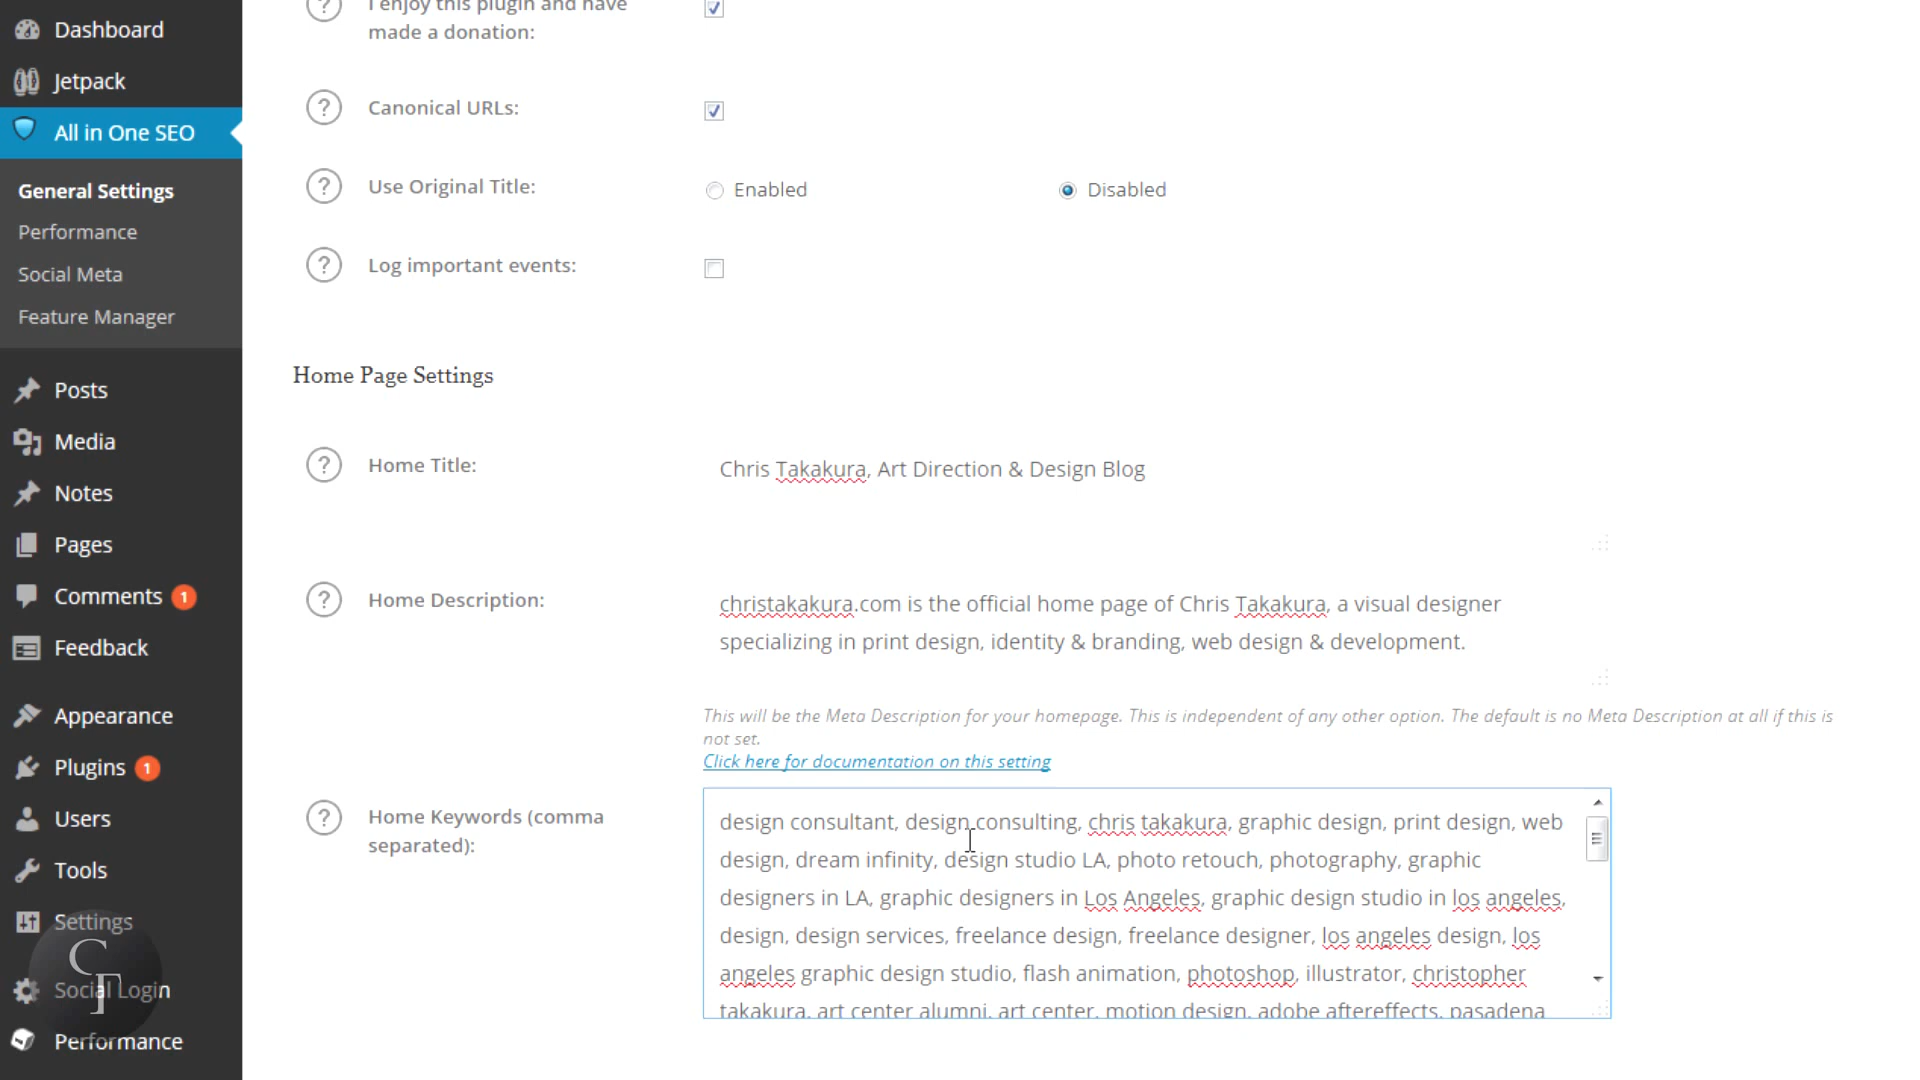 Dashboard
Jetpack
All in One SEO
General Settings
Performance
Social Meta
Feature Manager
Posts
Media
Notes
Pages
Comments 1
Feedback
Appearance
Plugins 1
Users
Tools
Settings
Social Login
Performance
CT
I enjoy this plugin and have
made a donation:
Canonical URLs:
Use Original Title:
Enabled
Disabled
Log important events:
Home Page Settings
Home Title:
Chris Takakura, Art Direction & Design Blog
Home Description:
christakakura.com is the official home page of Chris Takakura, a visual designer
specializing in print design, identity & branding, web design & development.
This will be the Meta Description for your homepage. This is independent of any other option. The default is no Meta Description at all if this is
not set.
Click here for documentation on this setting
Home Keywords (comma
separated):
design consultant, design consulting, chris takakura, graphic design, print design, web
design, dream infinity, design studio LA, photo retouch, photography, graphic
designers in LA, graphic designers in Los Angeles, graphic design studio in los angeles,
design, design services, freelance design, freelance designer, los angeles design, los
angeles graphic design studio, flash animation, photoshop, illustrator, christopher
takakura, art center alumni, art center, motion design, adobe aftereffects, pasadena